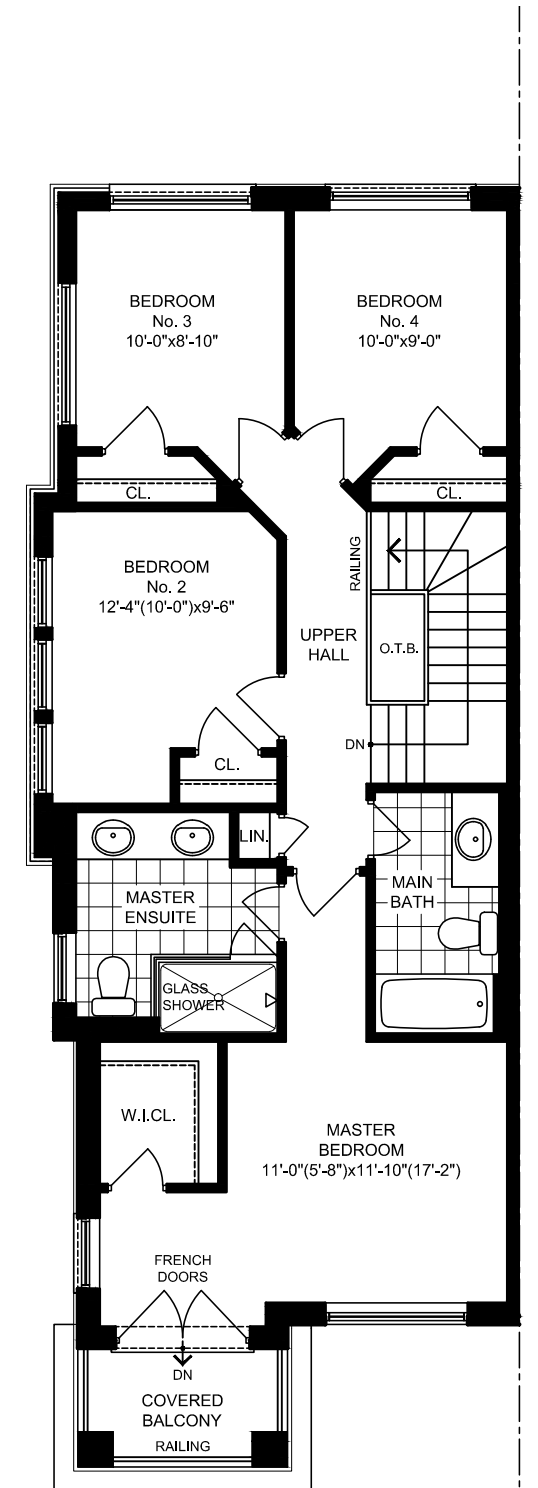 BEDROOM
No. 3
10'-0"x8'-10"
BEDROOM
No. 4
10'-0"x9'-0"
CL.
CL.
BEDROOM
No. 2
12'-4"(10'-0")x9'-6"
RAILING
UPPER
HALL
O.T.B.
DN
CL.
LIN.
MASTER
ENSUITE
MAIN
BATH
GLASS
SHOWER
W.I.CL.
MASTER
BEDROOM
11'-0"(5'-8")x11'-10"(17'-2")
FRENCH
DOORS
DN
COVERED
BALCONY
RAILING